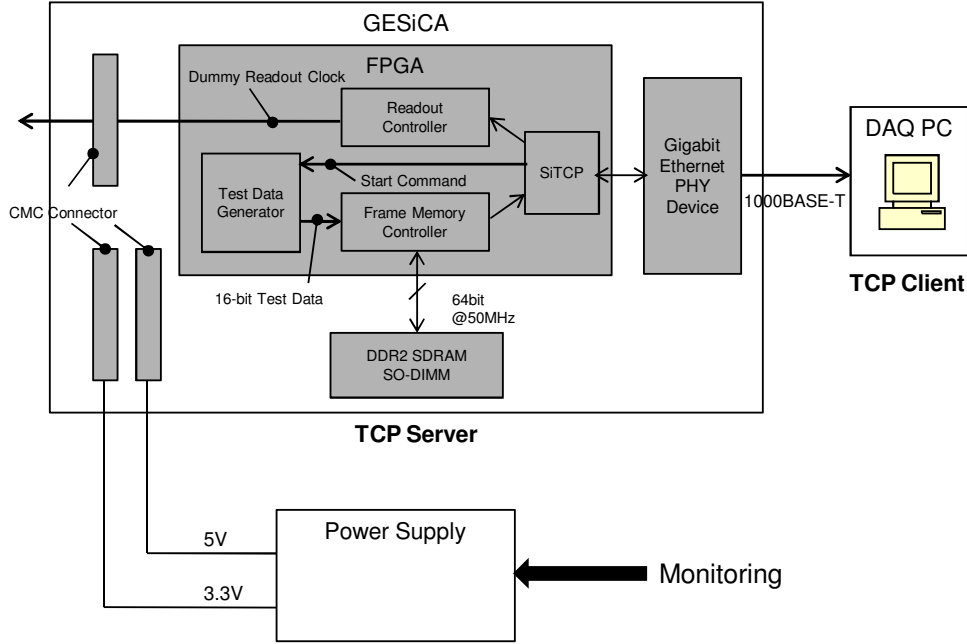 GESiCA
FPGA
Dummy Readout Clock
Readout
Controller
DAQ PC
Gigabit
Ethernet
PHY
Device
SiTCP
Start Command
Test Data
Generator
1000BASE-T
CMC Connector
Frame Memory
Controller
TCP Client
16-bit Test Data
64bit
@50MHz
DDR2 SDRAM
SO-DIMM
TCP Server
Power Supply
5V
Monitoring
3.3V